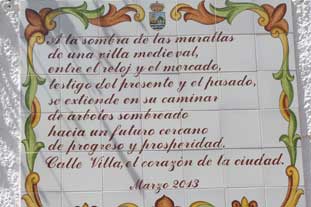 A la sombra de las murallas
de una villa medieval,
entre el reloj y el mercado,
testigo del presente y el pasado,
se extiende en su caminar
de árboles sombreado
hacia un futuro cercano
de progreso y prosperidad.
Calle Villa, el corazón de la ciudad.
Marzo 2013